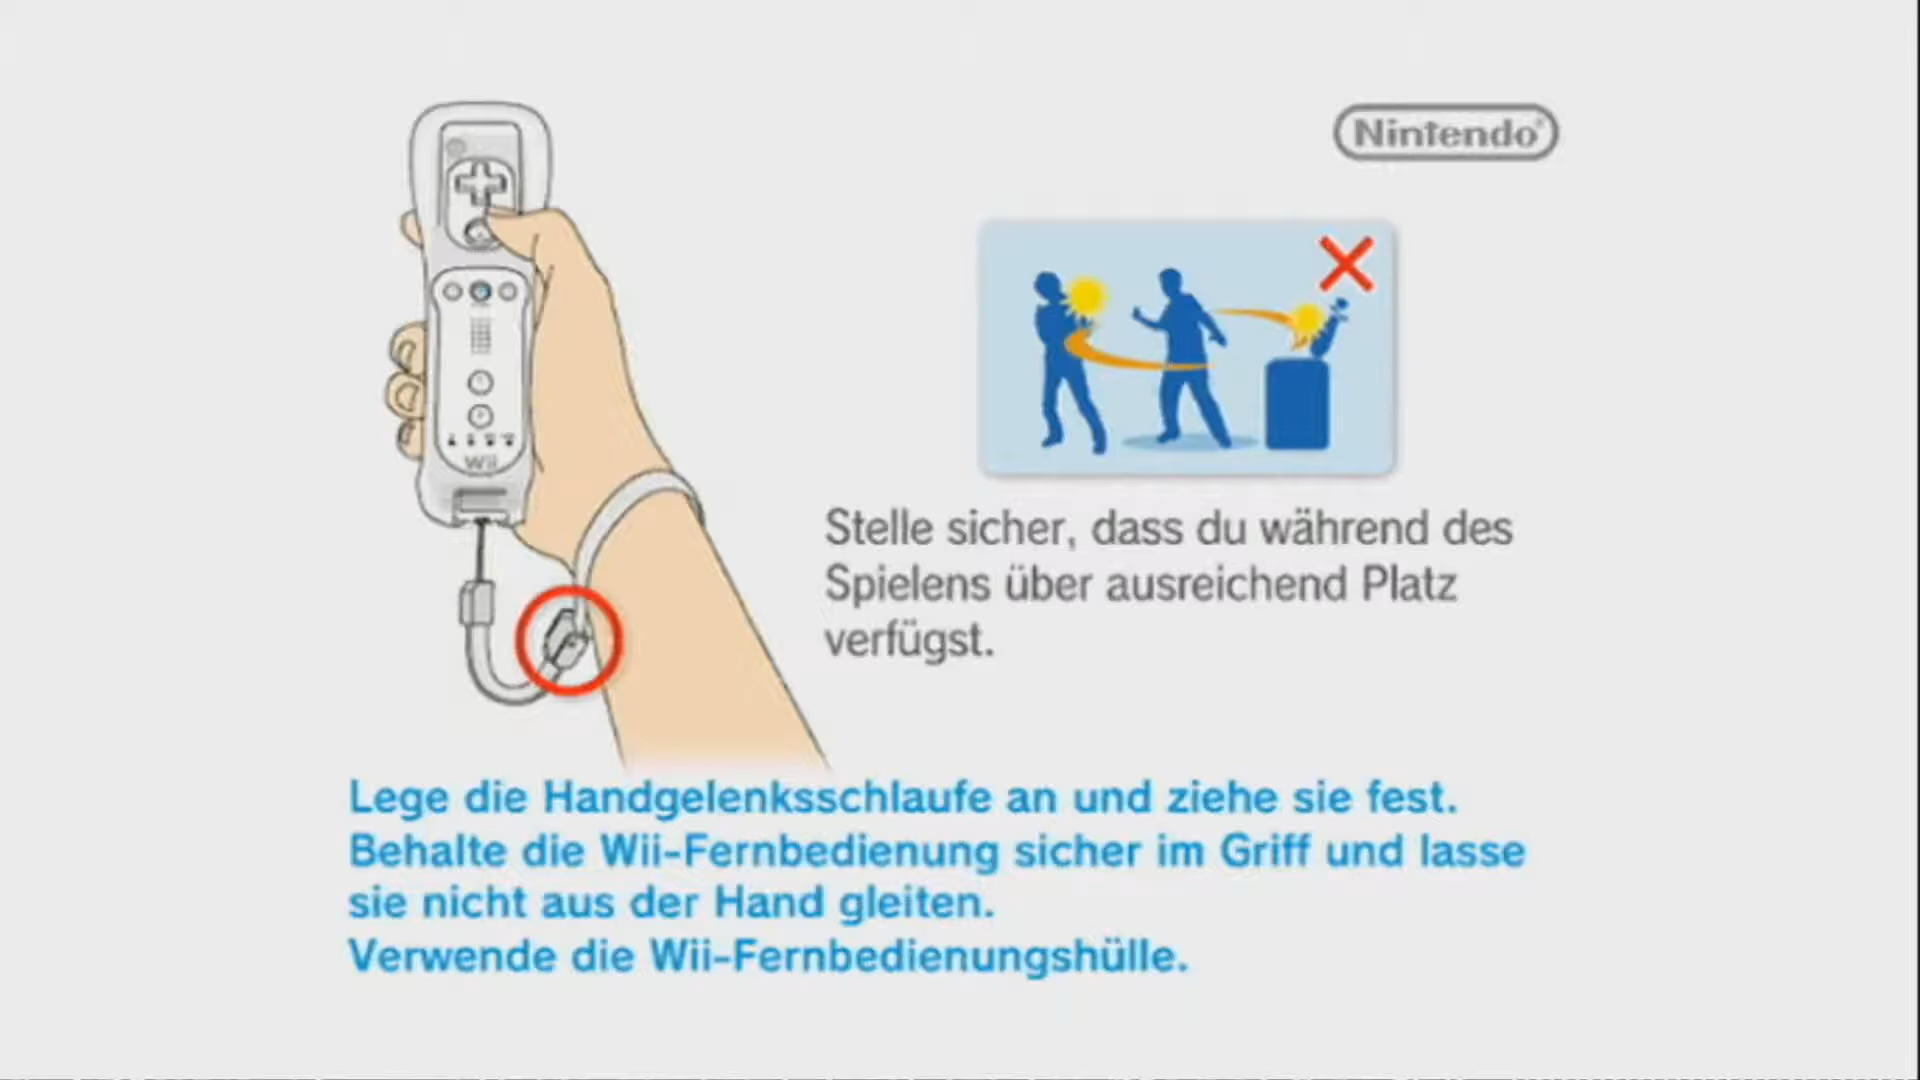 Nintendo
Stelle sicher, dass du während des
Spielens über ausreichend Platz
verfügst.
Wii
Lege die Handgelenksschlaufe an und ziehe sie fest.
Behalte die Wii-Fernbedienung sicher im Griff und lasse
sie nicht aus der Hand gleiten.
Verwende die Wii-Fernbedienungshülle.